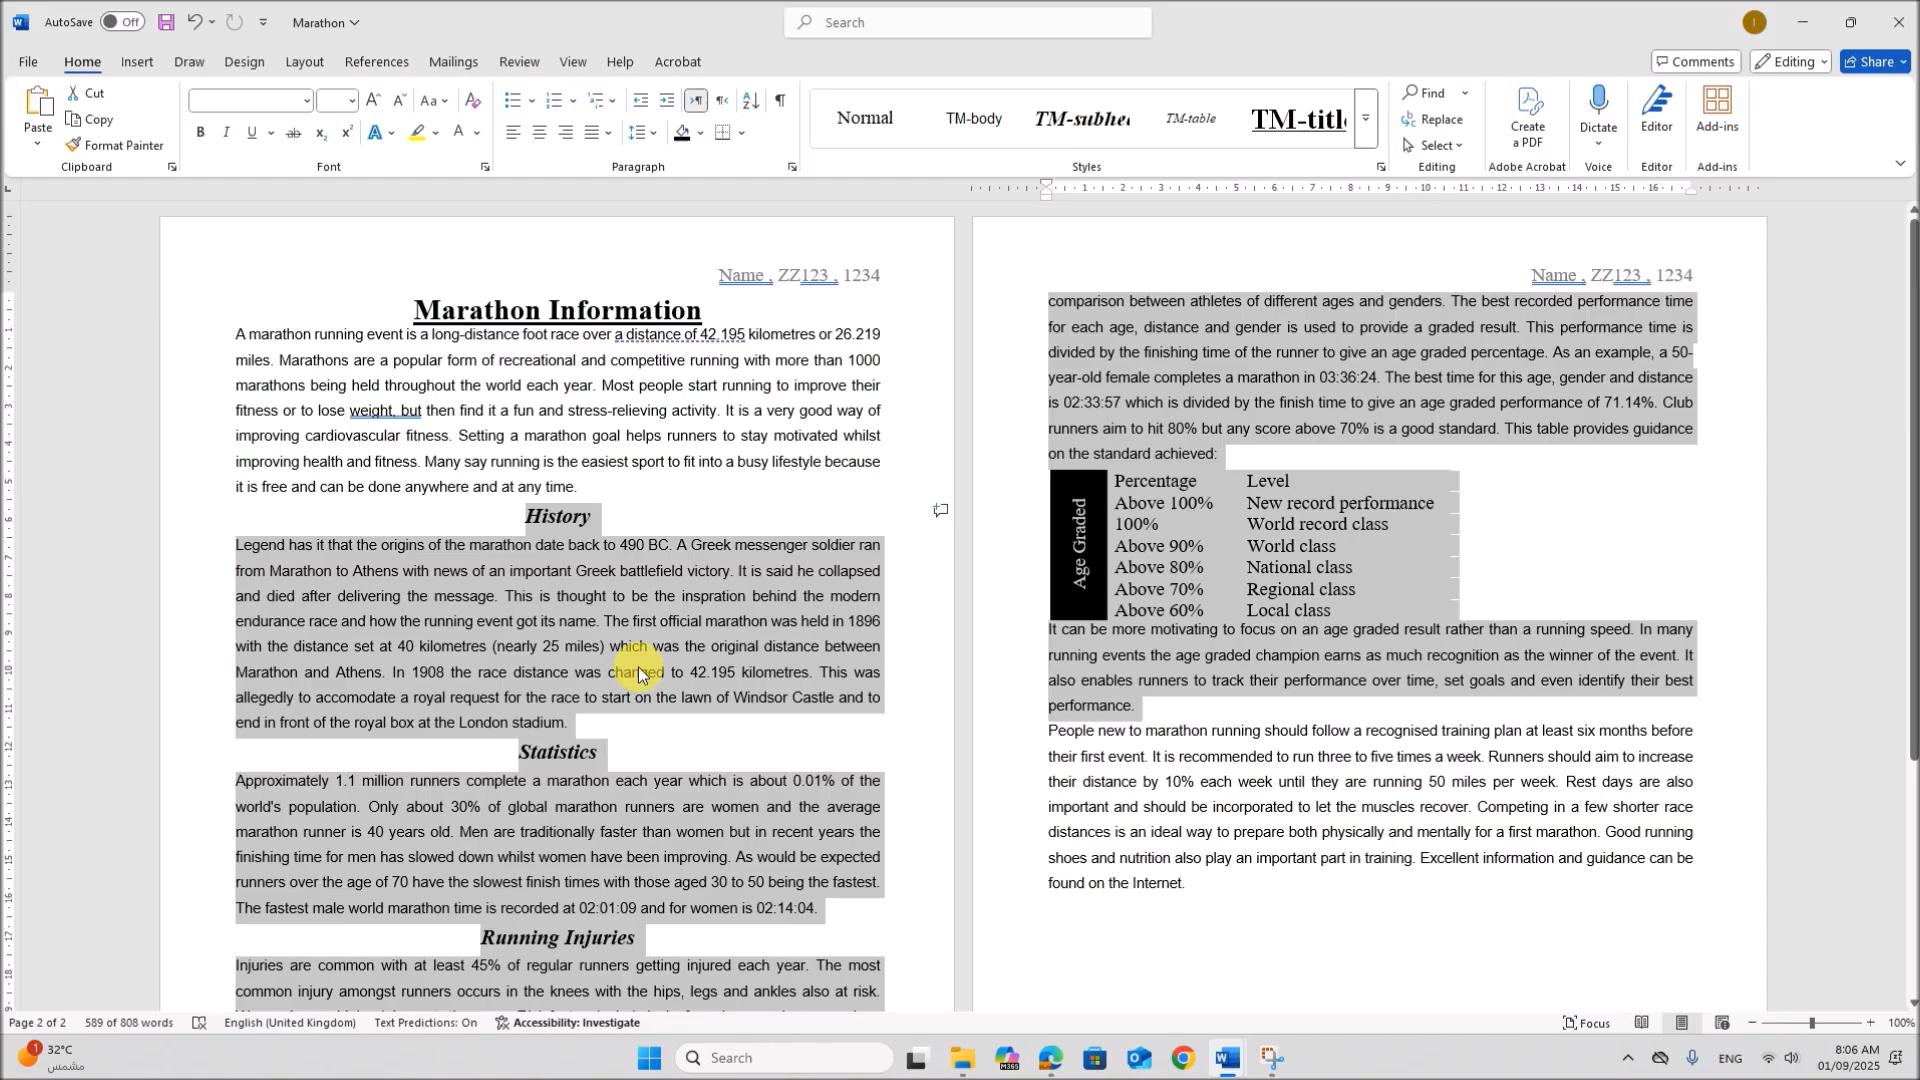 AutoSave Off Marathon Search I
File Home Insert Draw Design Layout References Mailings Review View Help Acrobat Comments Editing Share
Paste Cut Copy Format Painter
Aa
B I U ab x₂ x² A A
Normal TM-body TM-subhe TM-table TM-titl
Find Replace Select
Create a PDF Dictate Editor Add-ins
Clipboard Font Paragraph Styles Editing Adobe Acrobat Voice Editor Add-ins
1 2 3 4 5 6 7 8 9 10 11 12 13 14 15 16
Name , ZZ123 , 1234
Marathon Information
A marathon running event is a long-distance foot race over a distance of 42.195 kilometres or 26.219
miles. Marathons are a popular form of recreational and competitive running with more than 1000
marathons being held throughout the world each year. Most people start running to improve their
fitness or to lose weight, but then find it a fun and stress-relieving activity. It is a very good way of
improving cardiovascular fitness. Setting a marathon goal helps runners to stay motivated whilst
improving health and fitness. Many say running is the easiest sport to fit into a busy lifestyle because
it is free and can be done anywhere and at any time.
History
Legend has it that the origins of the marathon date back to 490 BC. A Greek messenger soldier ran
from Marathon to Athens with news of an important Greek battlefield victory. It is said he collapsed
and died after delivering the message. This is thought to be the inspration behind the modern
endurance race and how the running event got its name. The first official marathon was held in 1896
with the distance set at 40 kilometres (nearly 25 miles) which was the original distance between
Marathon and Athens. In 1908 the race distance was changed to 42.195 kilometres. This was
allegedly to accomodate a royal request for the race to start on the lawn of Windsor Castle and to
end in front of the royal box at the London stadium.
Statistics
Approximately 1.1 million runners complete a marathon each year which is about 0.01% of the
world's population. Only about 30% of global marathon runners are women and the average
marathon runner is 40 years old. Men are traditionally faster than women but in recent years the
finishing time for men has slowed down whilst women have been improving. As would be expected
runners over the age of 70 have the slowest finish times with those aged 30 to 50 being the fastest.
The fastest male world marathon time is recorded at 02:01:09 and for women is 02:14:04.
Running Injuries
Injuries are common with at least 45% of regular runners getting injured each year. The most
common injury amongst runners occurs in the knees with the hips, legs and ankles also at risk.
Name , ZZ123 , 1234
comparison between athletes of different ages and genders. The best recorded performance time
for each age, distance and gender is used to provide a graded result. This performance time is
divided by the finishing time of the runner to give an age graded percentage. As an example, a 50-
year-old female completes a marathon in 03:36:24. The best time for this age, gender and distance
is 02:33:57 which is divided by the finish time to give an age graded performance of 71.14%. Club
runners aim to hit 80% but any score above 70% is a good standard. This table provides guidance
on the standard achieved:
Age Graded
Percentage Level
Above 100% New record performance
100% World record class
Above 90% World class
Above 80% National class
Above 70% Regional class
Above 60% Local class
It can be more motivating to focus on an age graded result rather than a running speed. In many
running events the age graded champion earns as much recognition as the winner of the event. It
also enables runners to track their performance over time, set goals and even identify their best
performance.
People new to marathon running should follow a recognised training plan at least six months before
their first event. It is recommended to run three to five times a week. Runners should aim to increase
their distance by 10% each week until they are running 50 miles per week. Rest days are also
important and should be incorporated to let the muscles recover. Competing in a few shorter race
distances is an ideal way to prepare both physically and mentally for a first marathon. Good running
shoes and nutrition also play an important part in training. Excellent information and guidance can be
found on the Internet.
Page 2 of 2 589 of 808 words English (United Kingdom) Text Predictions: On Accessibility: Investigate Focus 100%
1 32°C
مشمس
Search
M365
ENG
8:06 AM
01/09/2025